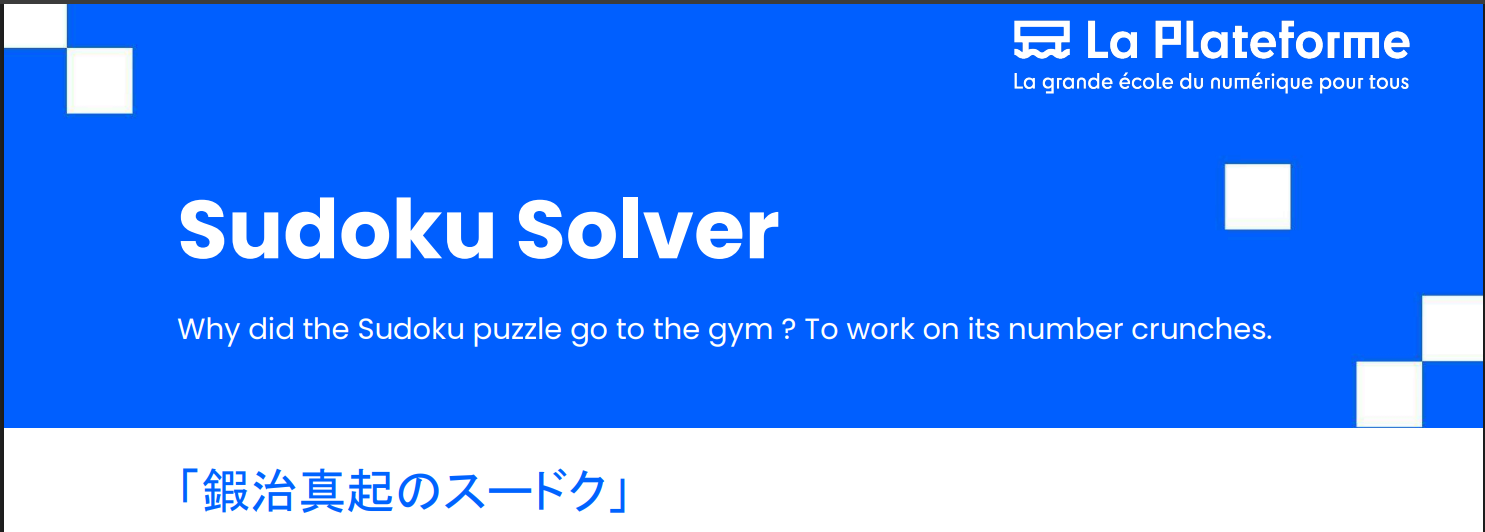 La Plateforme
La grande école du numérique pour tous
Sudoku Solver
Why did the Sudoku puzzle go to the gym ? To work on its number crunches.
「鍜治真起のスードク」